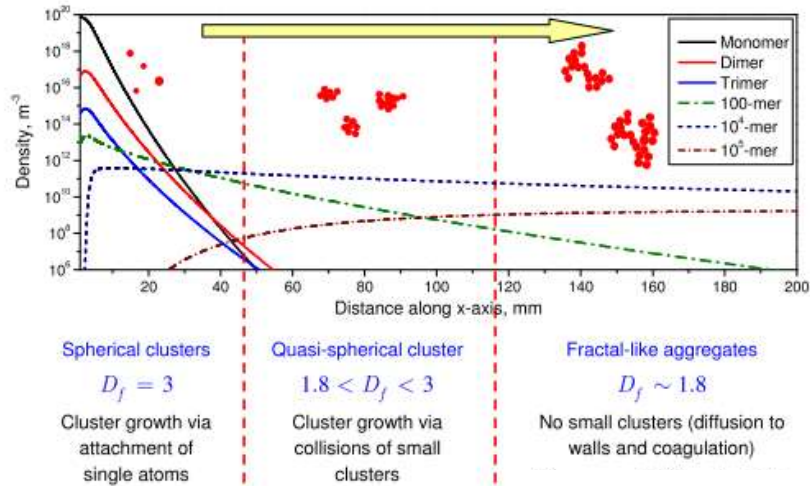 10²⁰
10¹⁸
10¹⁶
10¹⁴
10¹²
10¹⁰
10⁸
10⁶
Density, m⁻³
Monomer
Dimer
Trimer
100-mer
10⁴-mer
10⁵-mer
20 40 60 80 100 120 140 160 180 200
Distance along x-axis, mm
Spherical clusters
D_f = 3
Cluster growth via
attachment of
single atoms
Quasi-spherical cluster
1.8 < D_f < 3
Cluster growth via
collisions of small
clusters
Fractal-like aggregates
D_f ~ 1.8
No small clusters (diffusion to
walls and coagulation)